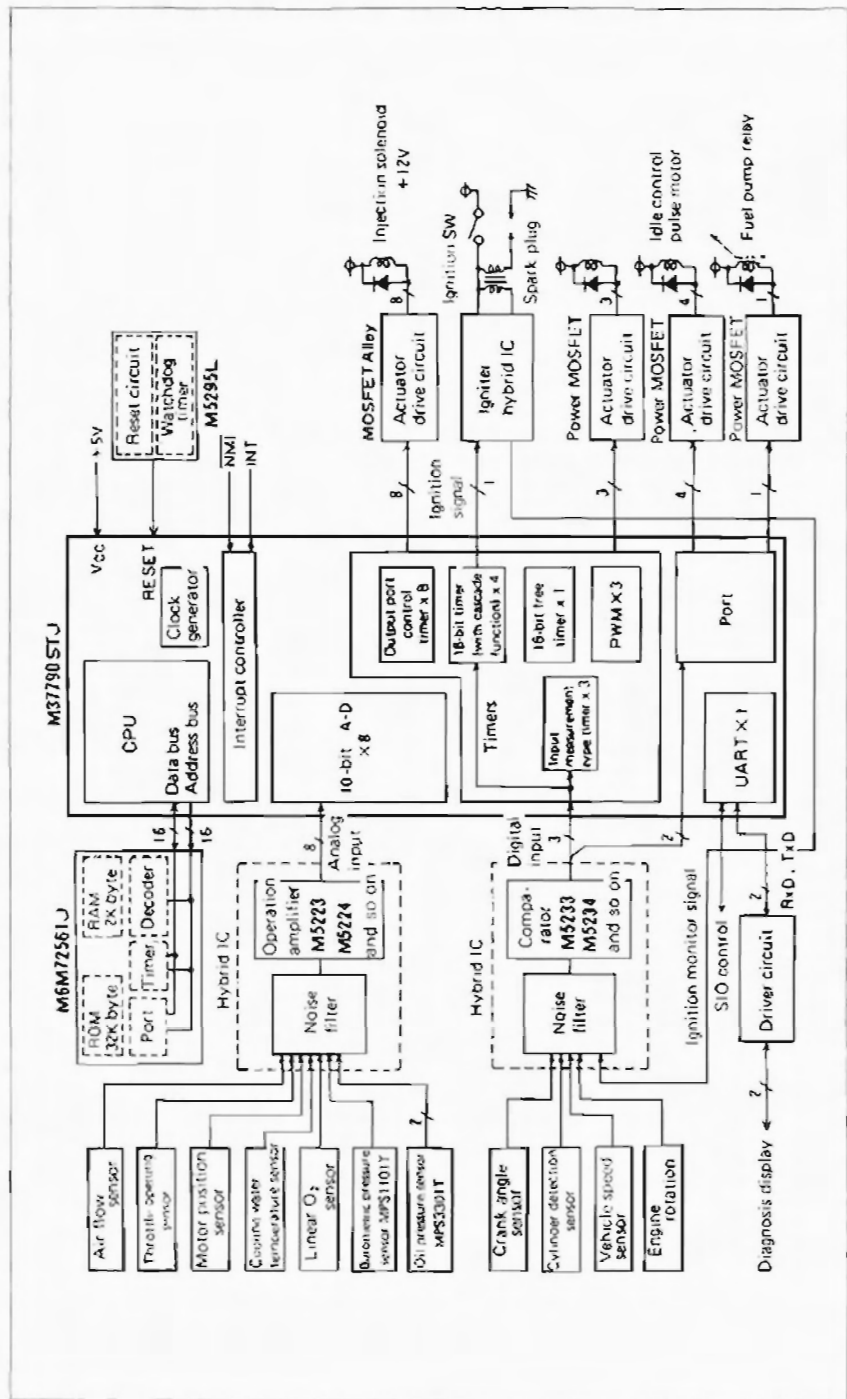 M6M72561J
ROM
32K byte
RAM
2K byte
Port
Timer
Decoder
16
16
M37790STJ
CPU
Data bus
Address bus
Vcc
+5V
RESET
Clock
generator
Reset circuit
Watchdog
timer
M5295L
Interrupt controller
NMI
INT
Air flow
sensor
Throttle opening
sensor
Motor position
sensor
Cooling water
temperature sensor
Linear O₂
sensor
Barometric pressure
sensor MPS1101T
Oil pressure sensor
MPS3301T
2
Hybrid IC
Noise
filter
Operation
amplifier
M5223
M5224
and so on
8
Analog
input
10-bit A-D
x 8
Output port
control
timer x 8
16-bit timer
(with cascade
function) x 4
16-bit free
timer x 1
PWM X 3
Timers
Input
measurement
type timer x 3
8
MOSFET Alley
Actuator
drive circuit
8
Injection solenoid
+12V
Ignition
signal
1
Igniter
hybrid IC
Ignition SW
Spark plug
3
Power MOSFET
Actuator
drive circuit
3
4
Power MOSFET
Actuator
drive circuit
4
Idle control
pulse motor
1
Power MOSFET
Actuator
drive circuit
1
Fuel pump relay
Crank angle
sensor
Cylinder detection
sensor
Vehicle speed
sensor
Engine
rotation
Hybrid IC
Noise
filter
Compa-
rator
M5233
M5234
and so on
Digital
input
3
2
Port
UART X 1
Ignition monitor signal
SIO control
2
RxD, TxD
Driver circuit
2
Diagnosis display